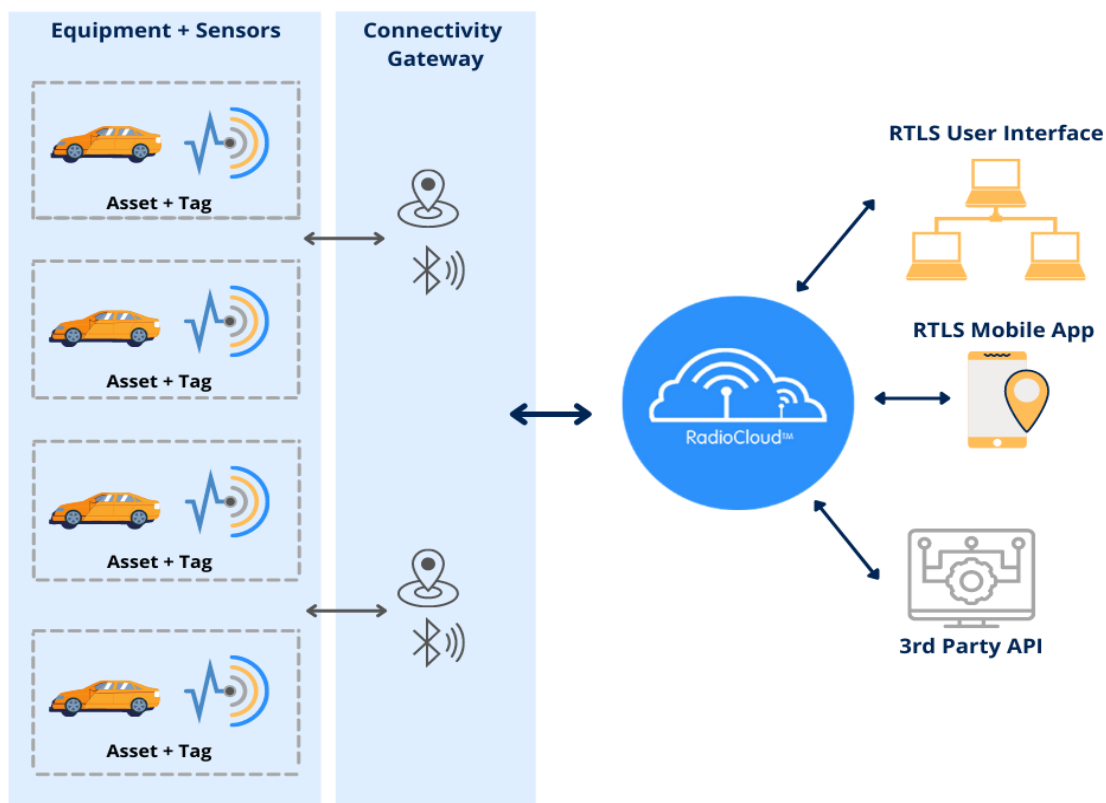 Equipment + Sensors
Connectivity
Gateway
Asset + Tag
Asset + Tag
Asset + Tag
Asset + Tag
RadioCloud™
RTLS User Interface
RTLS Mobile App
3rd Party API